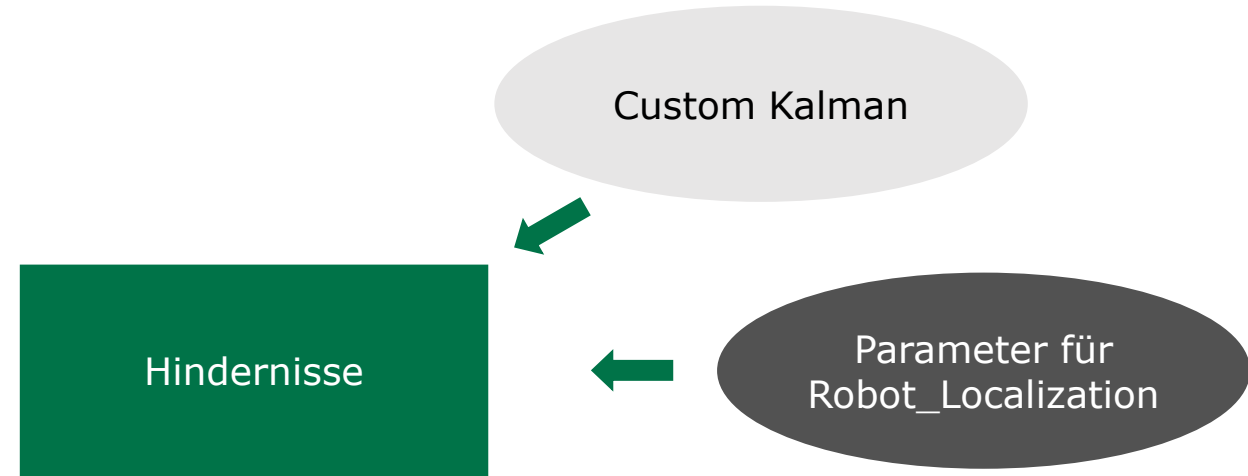 Custom Kalman
Hindernisse
Parameter für
Robot_Localization